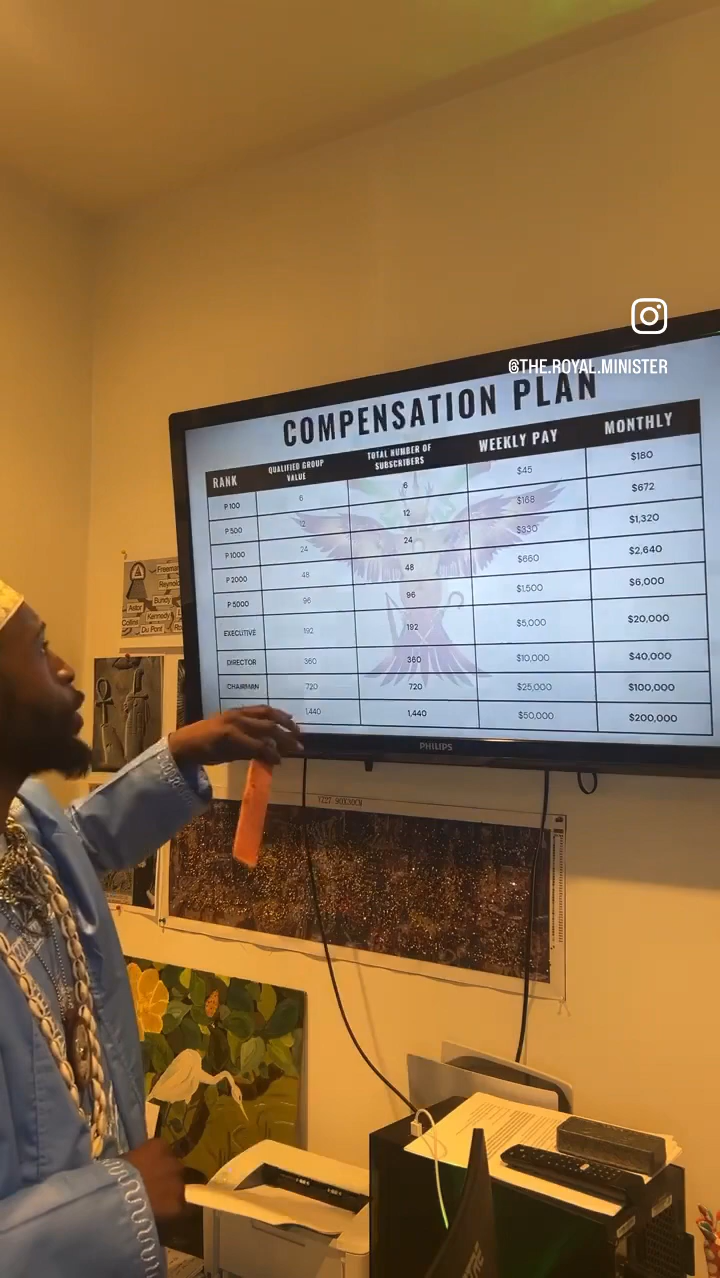 @THE.ROYAL.MINISTER
COMPENSATION PLAN
RANK QUALIFIED GROUP VALUE TOTAL NUMBER OF SUBSCRIBERS WEEKLY PAY MONTHLY
P 100 6 6 $45 $180
P 500 12 12 $168 $672
P 1000 24 24 $330 $1,320
P 2000 48 48 $660 $2,640
P 5000 96 96 $1,500 $6,000
EXECUTIVE 192 192 $5,000 $20,000
DIRECTOR 360 360 $10,000 $40,000
CHAIRMAN 720 720 $25,000 $100,000
1,440 1,440 $50,000 $200,000
PHILIPS
Freeman
Reynolds
Astor Bundy
Collins Kennedy
Du Pont